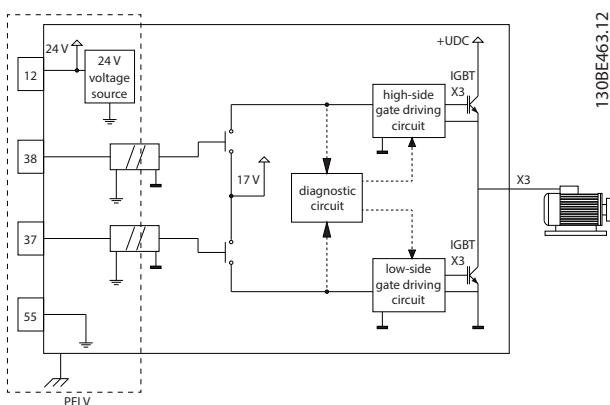 130BE463.12
24 V
+UDC
12
24 V
voltage
source
IGBT
X3
high-side
gate driving
circuit
38
17 V
diagnostic
circuit
X3
37
IGBT
X3
low-side
gate driving
circuit
55
PELV